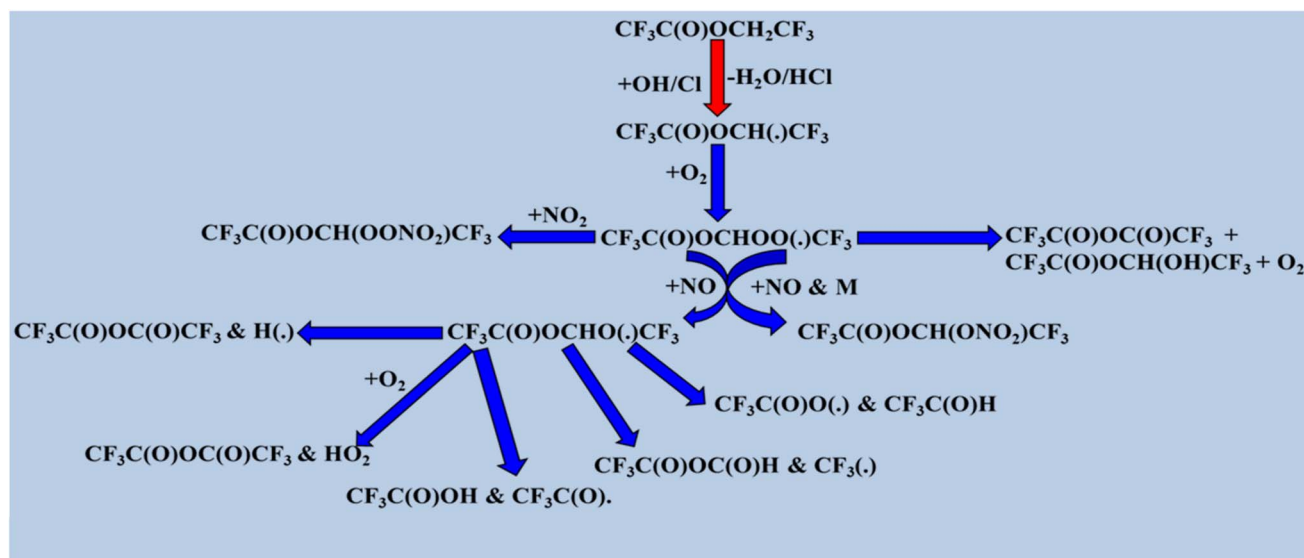 CF₃C(O)OCH₂CF₃
+OH/Cl -H₂O/HCl
CF₃C(O)OCH(.)CF₃
+O₂
+NO₂
CF₃C(O)OCH(OONO₂)CF₃
CF₃C(O)OCHOO(.)CF₃
CF₃C(O)OC(O)CF₃ +
CF₃C(O)OCH(OH)CF₃ + O₂
+NO +NO & M
CF₃C(O)OC(O)CF₃ & H(.)
CF₃C(O)OCHO(.)CF₃
CF₃C(O)OCH(ONO₂)CF₃
+O₂
CF₃C(O)O(.) & CF₃C(O)H
CF₃C(O)OC(O)CF₃ & HO₂
CF₃C(O)OC(O)H & CF₃(.)
CF₃C(O)OH & CF₃C(O).